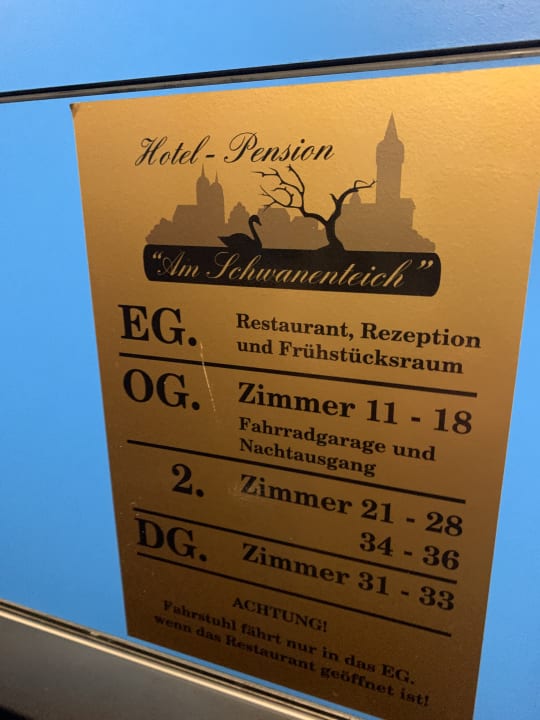 Hotel - Pension
"Am Schwanenteich"
EG. Restaurant, Rezeption
und Frühstücksraum
OG. Zimmer 11 - 18
Fahrradgarage und
Nachtausgang
2. Zimmer 21 - 28
34 - 36
DG. Zimmer 31 - 33
ACHTUNG!
Fahrstuhl fährt nur in das EG.
wenn das Restaurant geöffnet ist!